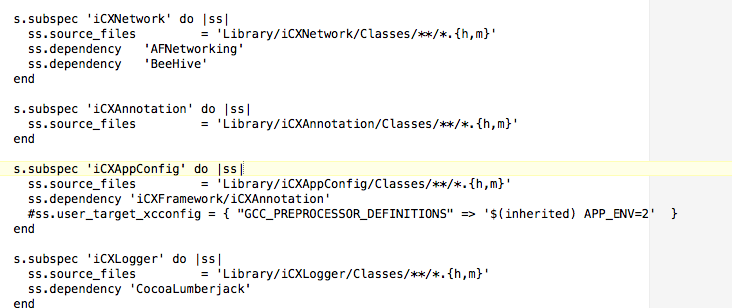 s.subspec 'iCXNetwork' do |ss|
  ss.source_files         = 'Library/iCXNetwork/Classes/**/*.{h,m}'
  ss.dependency   'AFNetworking'
  ss.dependency   'BeeHive'
end
s.subspec 'iCXAnnotation' do |ss|
  ss.source_files         = 'Library/iCXAnnotation/Classes/**/*.{h,m}'
end
s.subspec 'iCXAppConfig' do |ss|
  ss.source_files         = 'Library/iCXAppConfig/Classes/**/*.{h,m}'
  ss.dependency 'iCXFramework/iCXAnnotation'
  #ss.user_target_xcconfig = { "GCC_PREPROCESSOR_DEFINITIONS" => '$(inherited) APP_ENV=2'  }
end
s.subspec 'iCXLogger' do |ss|
  ss.source_files         = 'Library/iCXLogger/Classes/**/*.{h,m}'
  ss.dependency 'CocoaLumberjack'
end